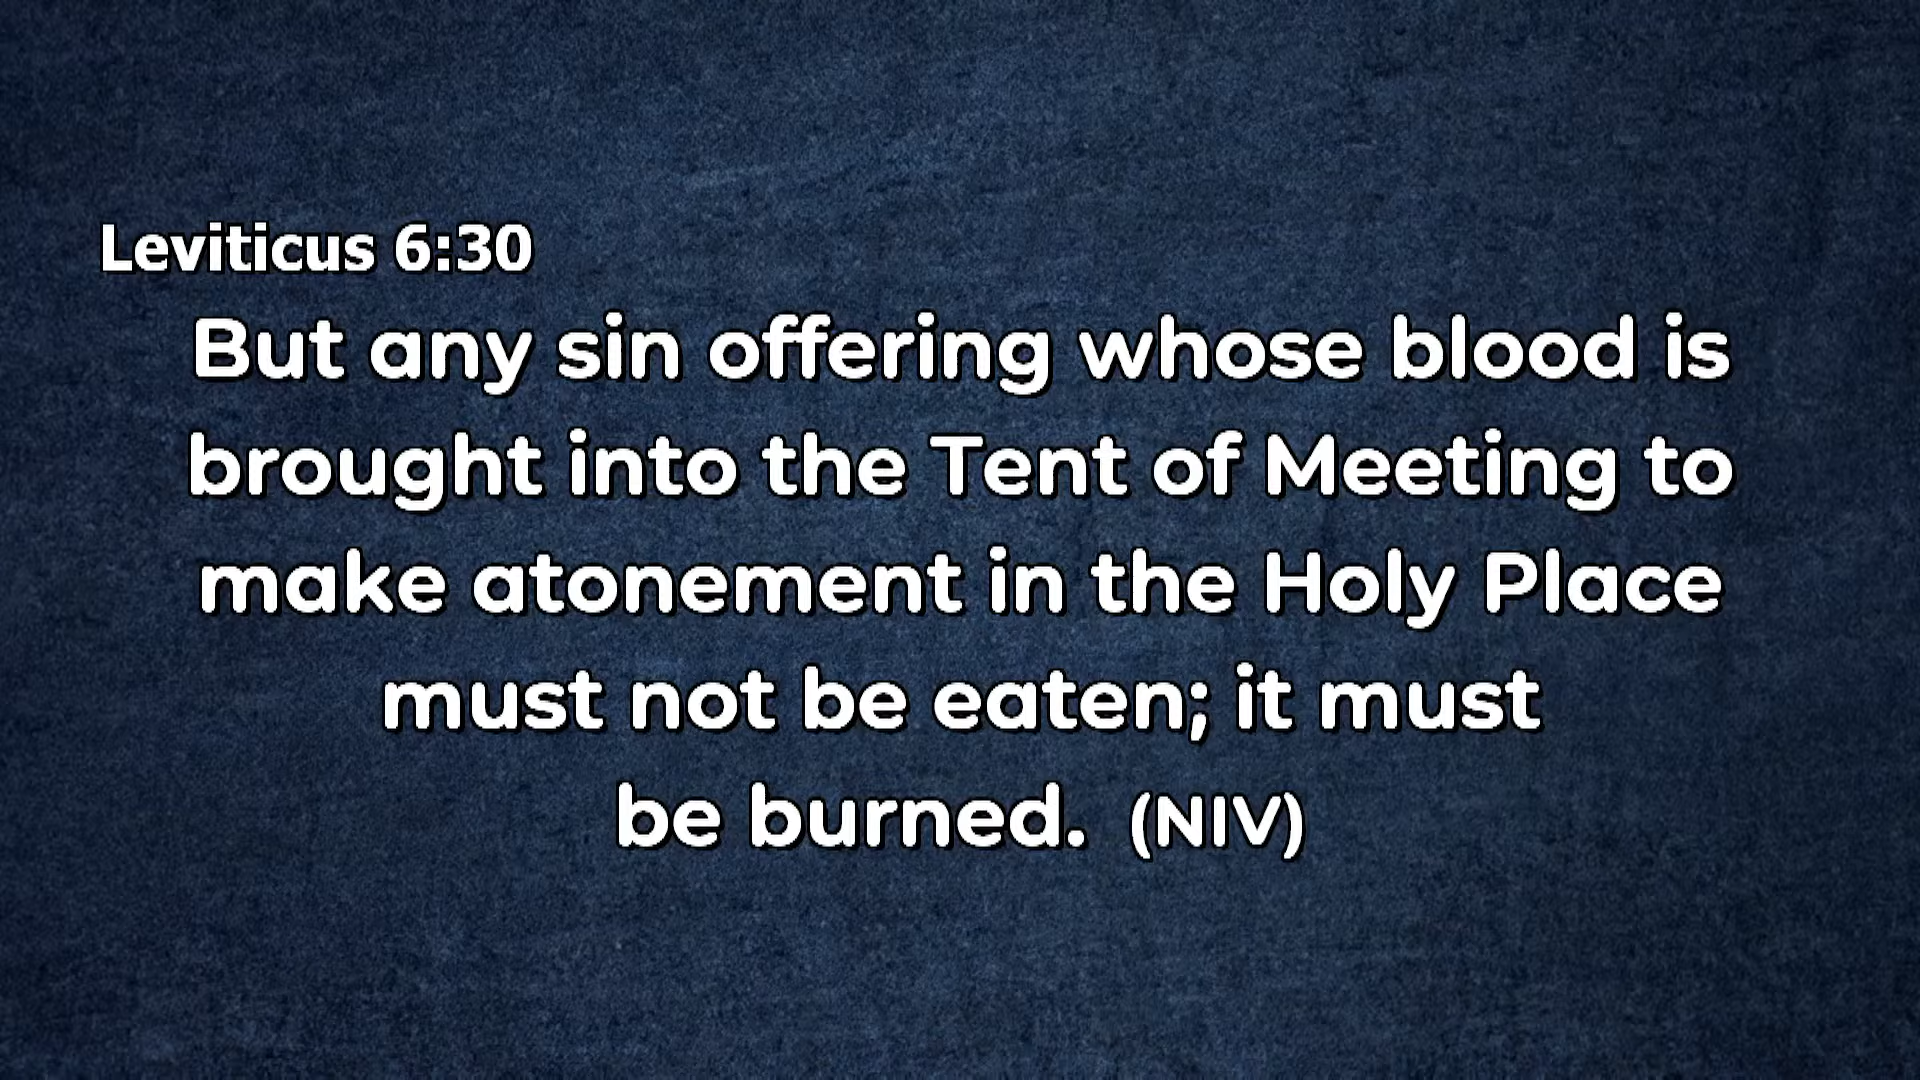 Leviticus 6:30
But any sin offering whose blood is
brought into the Tent of Meeting to
make atonement in the Holy Place
must not be eaten; it must
be burned. (NIV)